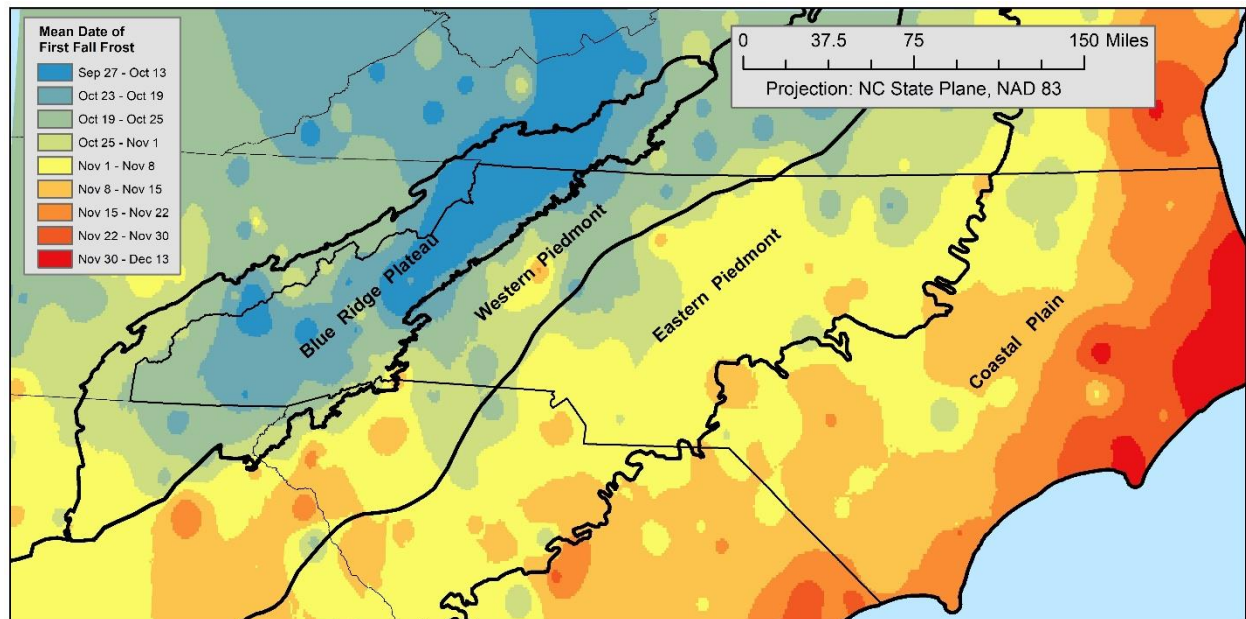 Mean Date of
First Fall Frost
Sep 27 - Oct 13
Oct 23 - Oct 19
Oct 19 - Oct 25
Oct 25 - Nov 1
Nov 1 - Nov 8
Nov 8 - Nov 15
Nov 15 - Nov 22
Nov 22 - Nov 30
Nov 30 - Dec 13
0 37.5 75 150 Miles
Projection: NC State Plane, NAD 83
Blue Ridge Plateau
Western Piedmont
Eastern Piedmont
Coastal Plain